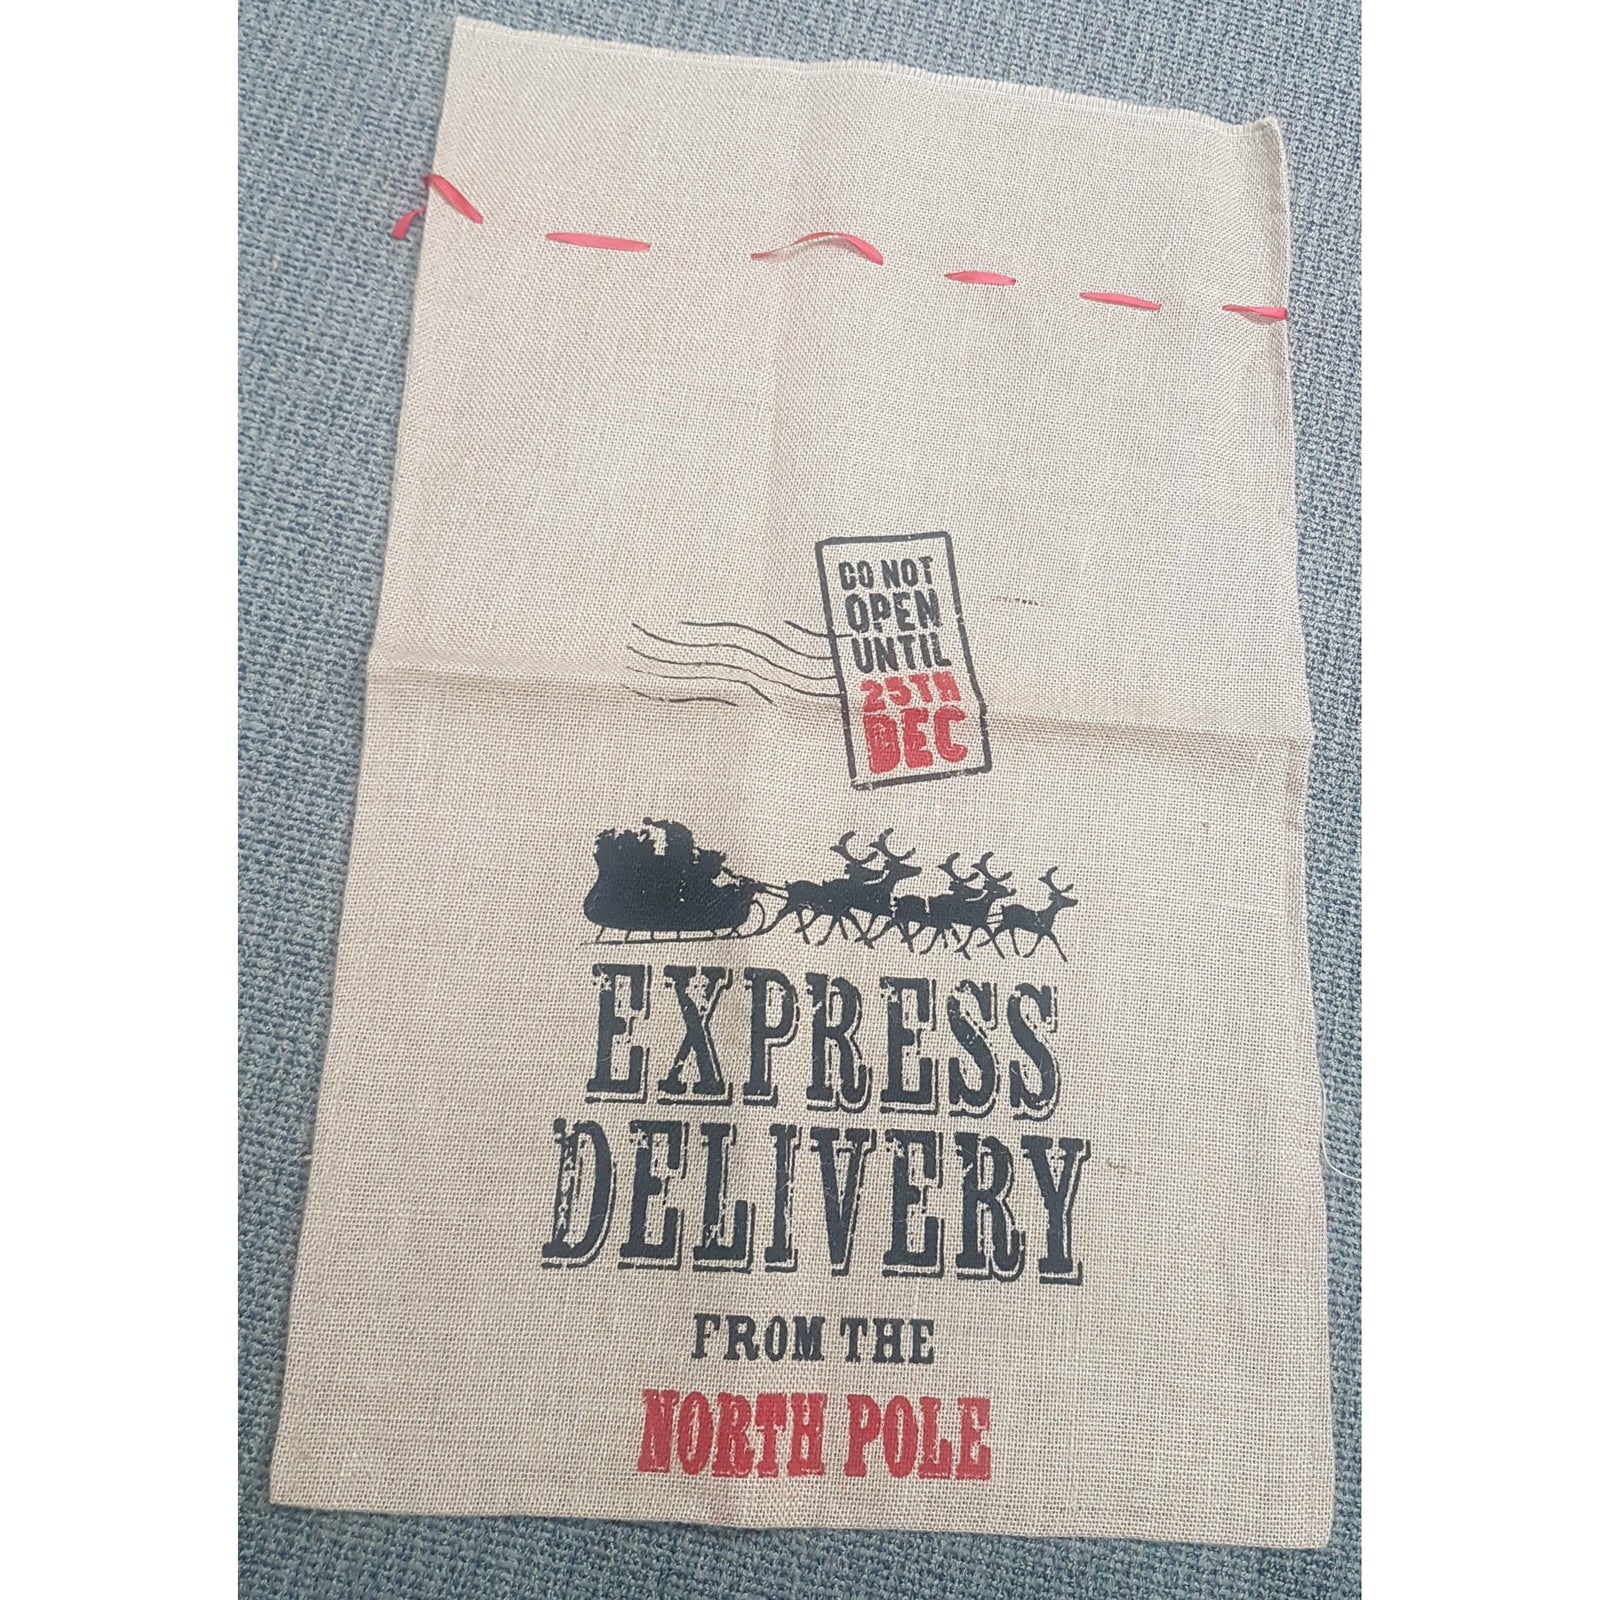 DO NOT
OPEN
UNTIL
25TH
DEC
EXPRESS
DELIVERY
FROM THE
NORTH POLE